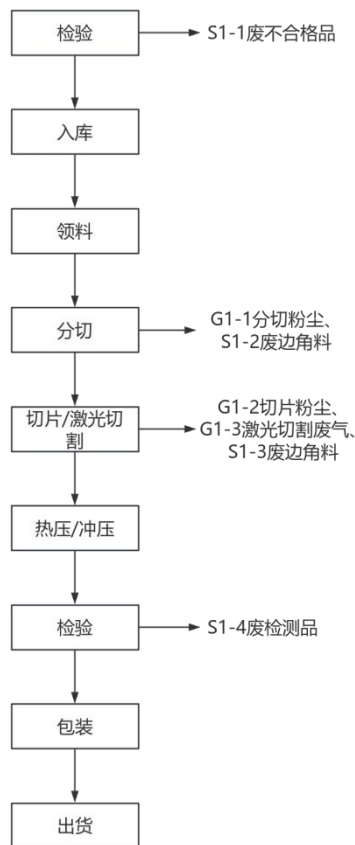 检验
S1-1废不合格品
入库
领料
分切
G1-1分切粉尘、
S1-2废边角料
切片/激光切
割
G1-2切片粉尘、
G1-3激光切割废气、
S1-3废边角料
热压/冲压
检验
S1-4废检测品
包装
出货